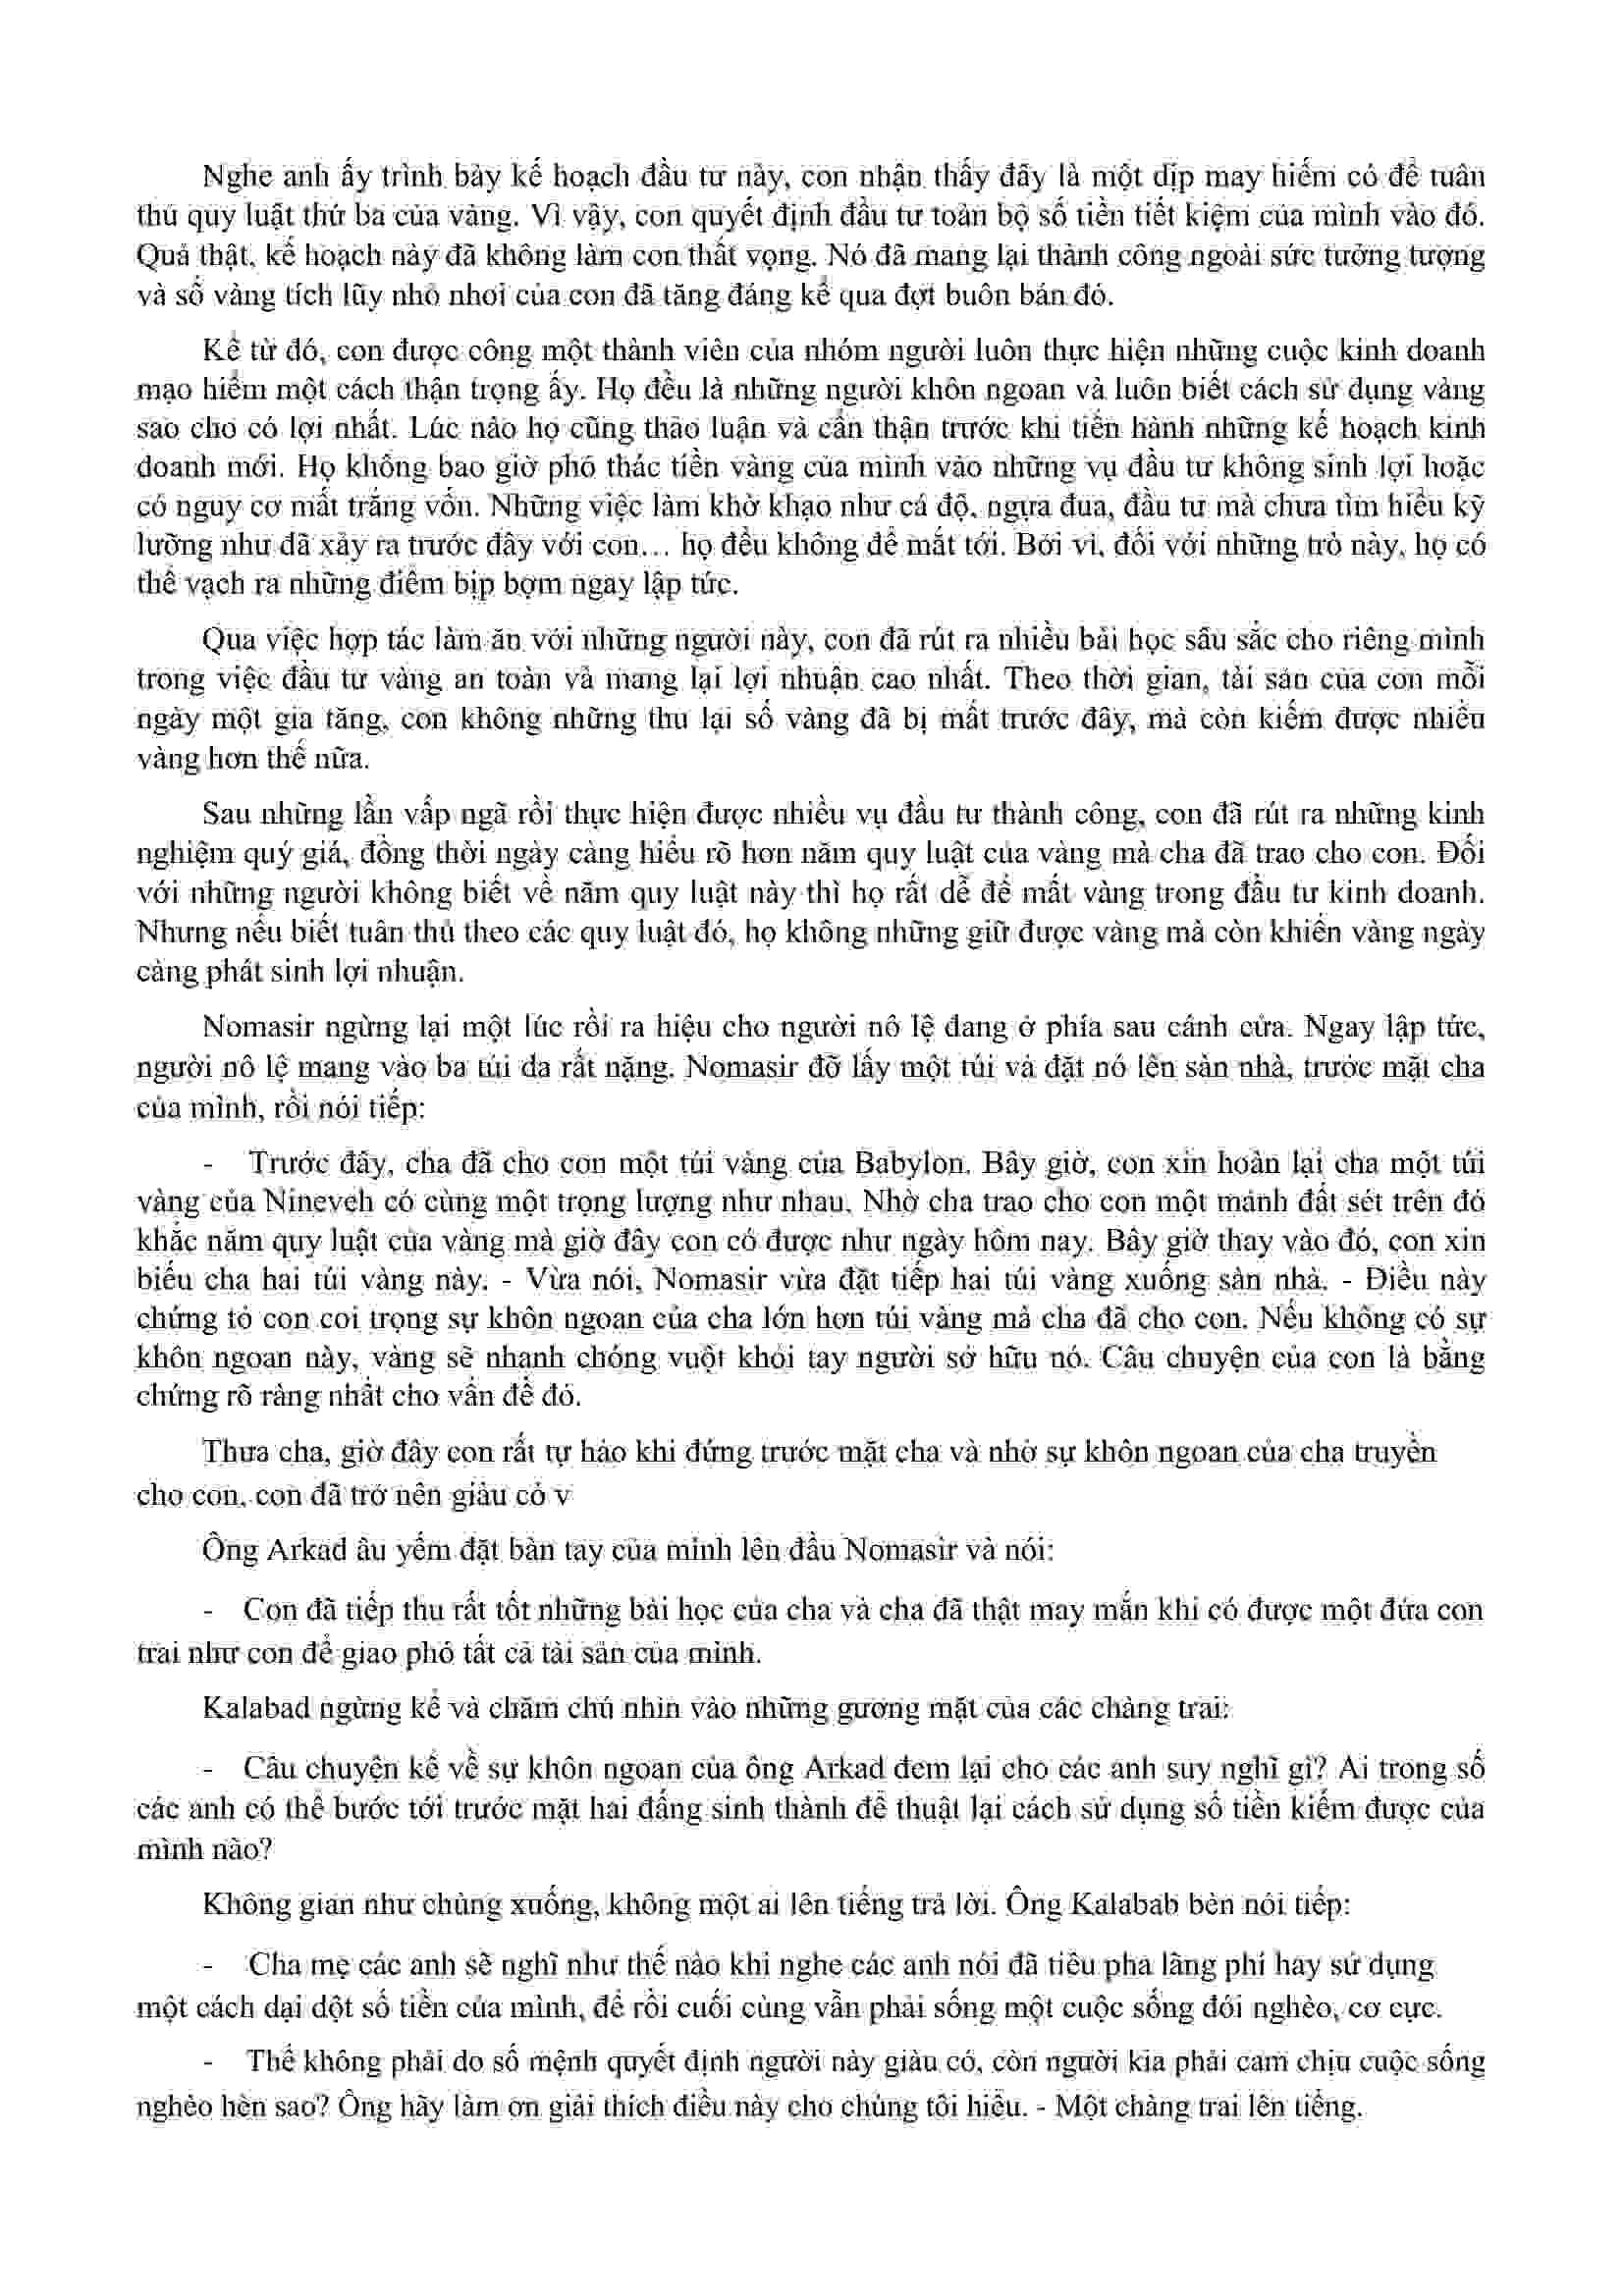 Nghe anh ấy trình bày kế hoạch đầu tư này, con nhận thấy đây là một dịp may hiếm có để tuân
thủ quy luật thứ ba của vàng. Vì vậy, con quyết định đầu tư toàn bộ số tiền tiết kiệm của mình vào đó.
Quả thật, kế hoạch này đã không làm con thất vọng. Nó đã mang lại thành công ngoài sức tưởng tượng
và số vàng tích lũy nhỏ nhoi của con đã tăng đáng kể qua đợt buôn bán đó.
Kể từ đó, con được công một thành viên của nhóm người luôn thực hiện những cuộc kinh doanh
mạo hiểm một cách thận trọng ấy. Họ đều là những người khôn ngoan và luôn biết cách sử dụng vàng
sao cho có lợi nhất. Lúc nào họ cũng thảo luận và cẩn thận trước khi tiến hành những kế hoạch kinh
doanh mới. Họ không bao giờ phó thác tiền vàng của mình vào những vụ đầu tư không sinh lợi hoặc
có nguy cơ mất trắng vốn. Những việc làm khờ khạo như cá độ, ngựa đua, đầu tư mà chưa tìm hiểu kỹ
lưỡng như đã xảy ra trước đây với con… họ đều không để mắt tới. Bởi vì, đối với những trò này, họ có
thể vạch ra những điểm bịp bợm ngay lập tức.
Qua việc hợp tác làm ăn với những người này, con đã rút ra nhiều bài học sâu sắc cho riêng mình
trong việc đầu tư vàng an toàn và mang lại lợi nhuận cao nhất. Theo thời gian, tài sản của con mỗi
ngày một gia tăng, con không những thu lại số vàng đã bị mất trước đây, mà còn kiếm được nhiều
vàng hơn thế nữa.
Sau những lần vấp ngã rồi thực hiện được nhiều vụ đầu tư thành công, con đã rút ra những kinh
nghiệm quý giá, đồng thời ngày càng hiểu rõ hơn năm quy luật của vàng mà cha đã trao cho con. Đối
với những người không biết về năm quy luật này thì họ rất dễ để mất vàng trong đầu tư kinh doanh.
Nhưng nếu biết tuân thủ theo các quy luật đó, họ không những giữ được vàng mà còn khiến vàng ngày
càng phát sinh lợi nhuận.
Nomasir ngừng lại một lúc rồi ra hiệu cho người nô lệ đang ở phía sau cánh cửa. Ngay lập tức,
người nô lệ mang vào ba túi da rất nặng. Nomasir đỡ lấy một túi và đặt nó lên sàn nhà, trước mặt cha
của mình, rồi nói tiếp:
- Trước đây, cha đã cho con một túi vàng của Babylon. Bây giờ, con xin hoàn lại cha một túi
vàng của Nineveh có cùng một trọng lượng như nhau. Nhờ cha trao cho con một mảnh đất sét trên đó
khắc năm quy luật của vàng mà giờ đây con có được như ngày hôm nay. Bây giờ thay vào đó, con xin
biếu cha hai túi vàng này. - Vừa nói, Nomasir vừa đặt tiếp hai túi vàng xuống sàn nhà. - Điều này
chứng tỏ con coi trọng sự khôn ngoan của cha lớn hơn túi vàng mà cha đã cho con. Nếu không có sự
khôn ngoan này, vàng sẽ nhanh chóng vuột khỏi tay người sở hữu nó. Câu chuyện của con là bằng
chứng rõ ràng nhất cho vấn đề đó.
Thưa cha, giờ đây con rất tự hào khi đứng trước mặt cha và nhờ sự khôn ngoan của cha truyền
cho con, con đã trở nên giàu có v
Ông Arkad âu yếm đặt bàn tay của mình lên đầu Nomasir và nói:
- Con đã tiếp thu rất tốt những bài học của cha và cha đã thật may mắn khi có được một đứa con
trai như con để giao phó tất cả tài sản của mình.
Kalabad ngừng kể và chăm chú nhìn vào những gương mặt của các chàng trai:
- Câu chuyện kể về sự khôn ngoan của ông Arkad đem lại cho các anh suy nghĩ gì? Ai trong số
các anh có thể bước tới trước mặt hai đấng sinh thành để thuật lại cách sử dụng số tiền kiếm được của
mình nào?
Không gian như chùng xuống, không một ai lên tiếng trả lời. Ông Kalabab bèn nói tiếp:
- Cha mẹ các anh sẽ nghĩ như thế nào khi nghe các anh nói đã tiêu pha lãng phí hay sử dụng
một cách dại dột số tiền của mình, để rồi cuối cùng vẫn phải sống một cuộc sống đói nghèo, cơ cực.
- Thế không phải do số mệnh quyết định người này giàu có, còn người kia phải cam chịu cuộc sống
nghèo hèn sao? Ông hãy làm ơn giải thích điều này cho chúng tôi hiểu. - Một chàng trai lên tiếng.